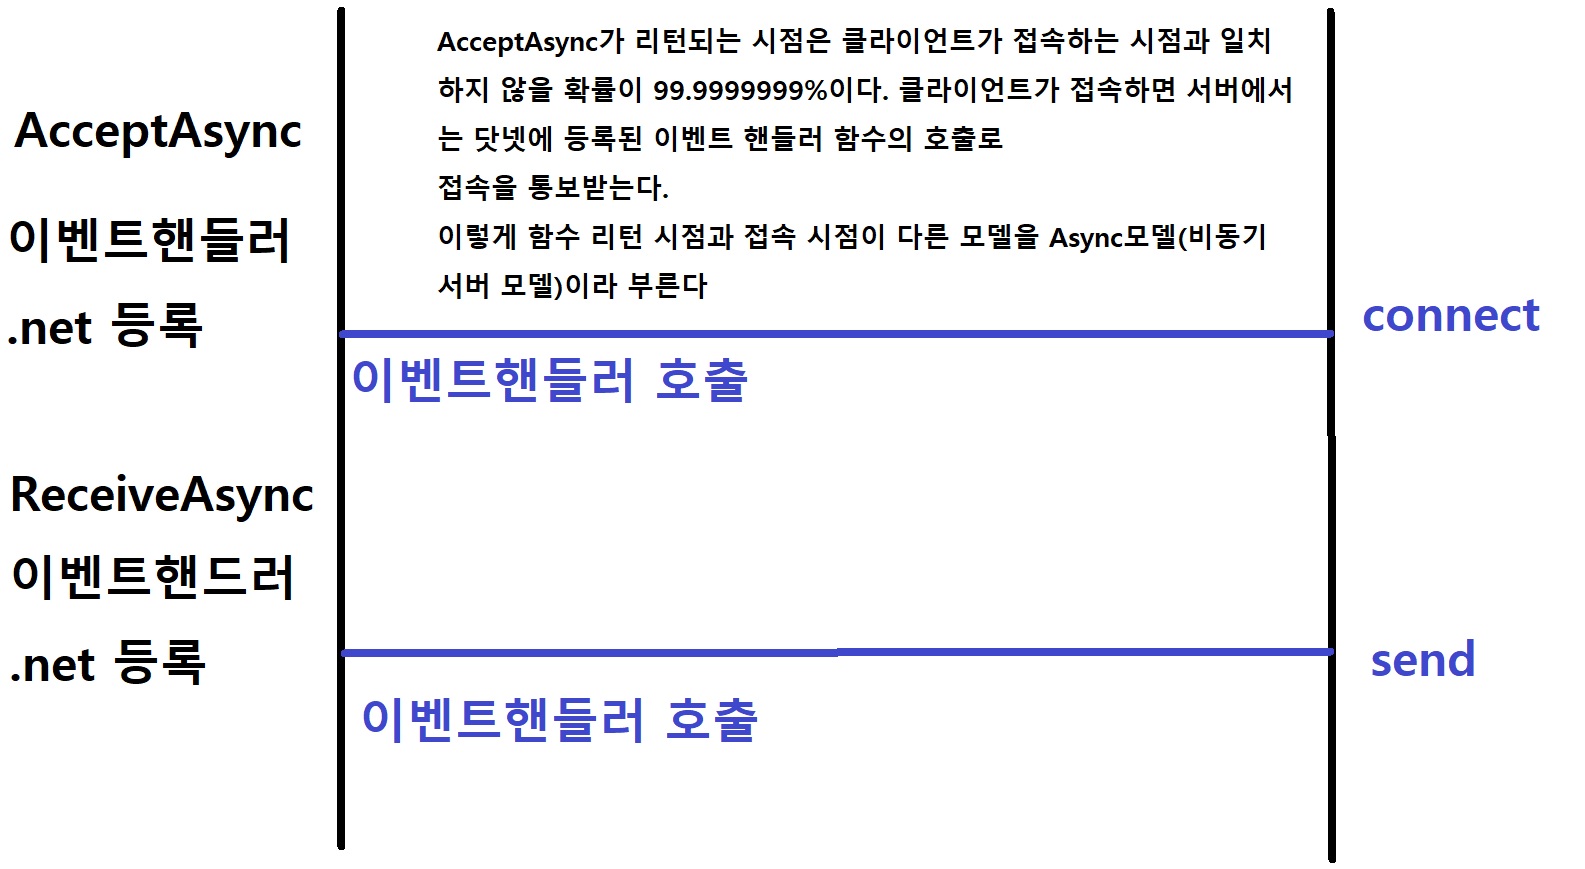 AcceptAsync가 리턴되는 시점은 클라이언트가 접속하는 시점과 일치
하지 않을 확률이 99.9999999%이다. 클라이언트가 접속하면 서버에서
는 닷넷에 등록된 이벤트 핸들러 함수의 호출로
접속을 통보받는다.
이렇게 함수 리턴 시점과 접속 시점이 다른 모델을 Async모델(비동기
서버 모델)이라 부른다
AcceptAsync
이벤트핸들러
.net 등록
connect
이벤트핸들러 호출
ReceiveAsync
이벤트핸드러
.net 등록
send
이벤트핸들러 호출